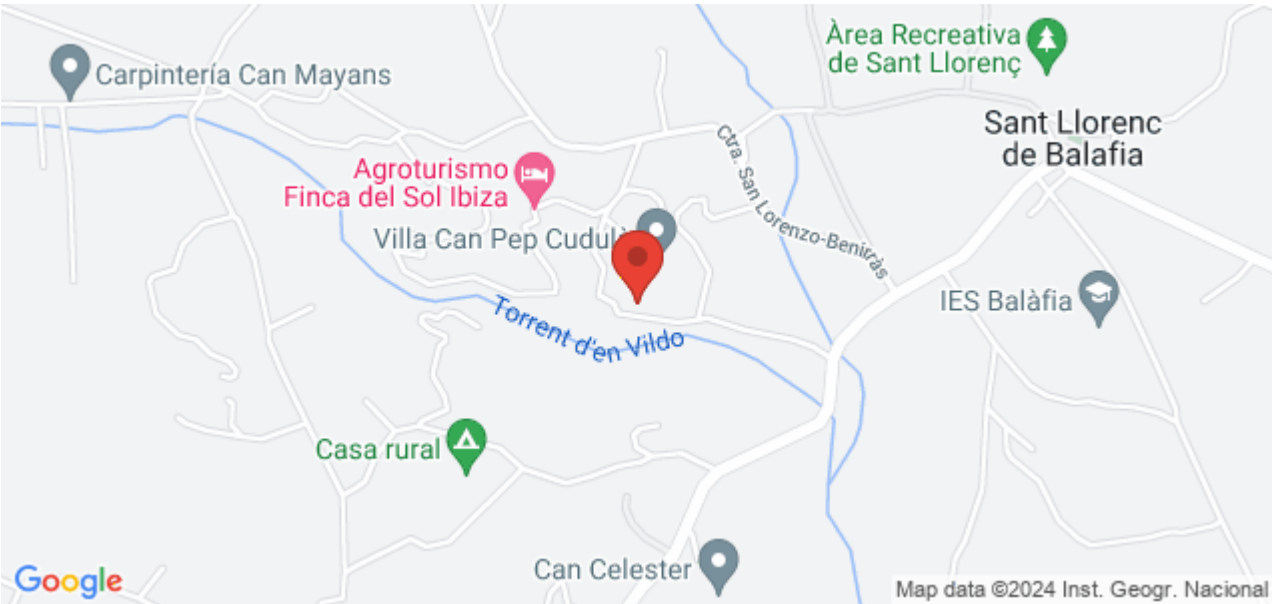 Àrea Recreativa
de Sant Llorenç
Carpintería Can Mayans
Sant Llorenc
de Balafia
Ctra. San Lorenzo-Benirràs
Agroturismo
Finca del Sol Ibiza
Villa Can Pep Cudulà
IES Balàfia
Torrent d'en Vildo
Casa rural
Can Celester
Google
Map data ©2024 Inst. Geogr. Nacional